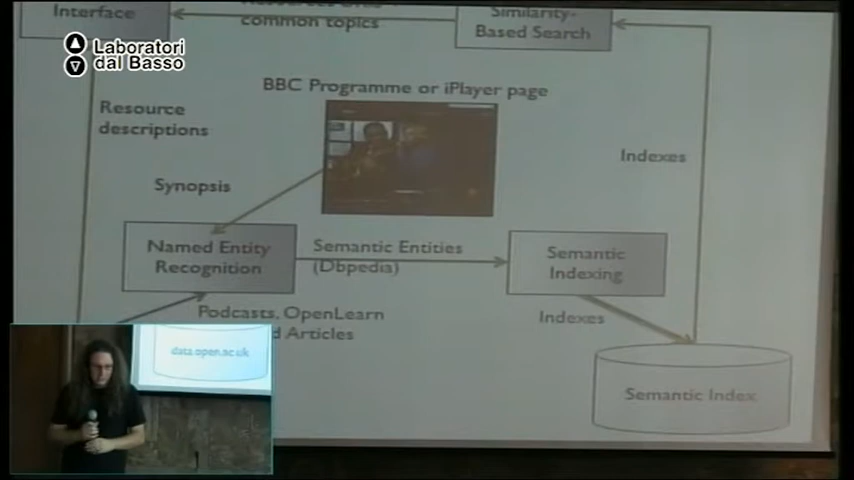 Interface
common topics
Similarity-
Based Search
Laboratori
dal Basso
BBC Programme or iPlayer page
Resource
descriptions
Indexes
Synopsis
Named Entity
Recognition
Semantic Entities
(Dbpedia)
Semantic
Indexing
Podcasts, OpenLearn
Articles
Indexes
data.open.ac.uk
Semantic Index